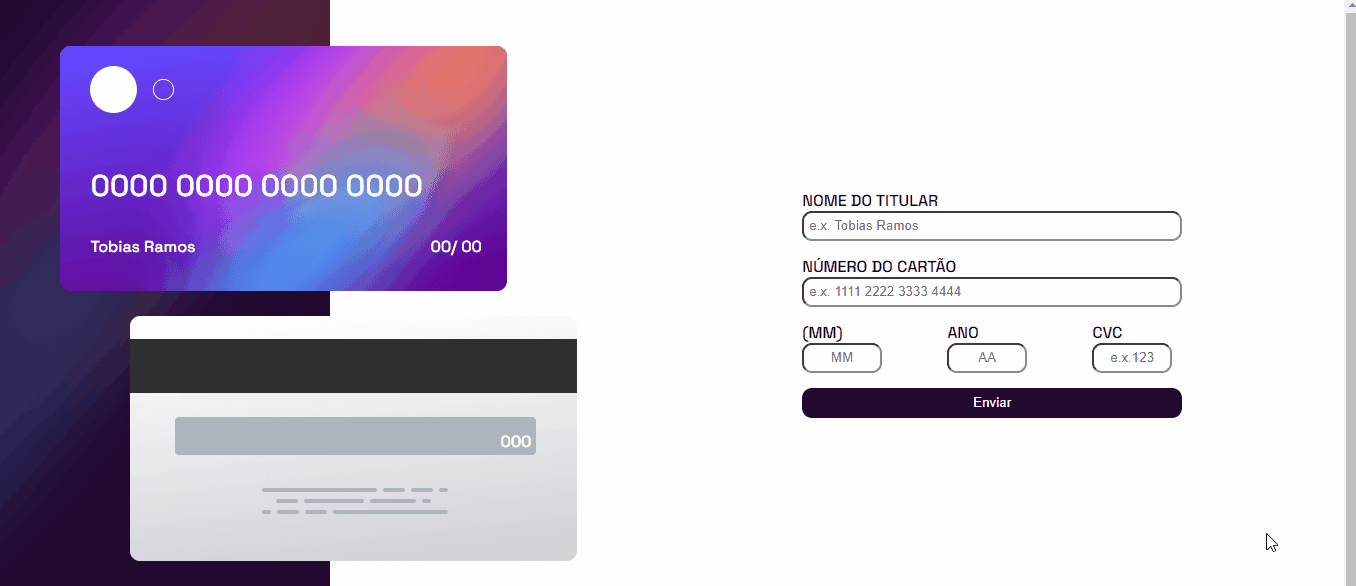 0000 0000 0000 0000
Tobias Ramos 00/ 00
000
NOME DO TITULAR
e.x. Tobias Ramos
NÚMERO DO CARTÃO
e.x. 1111 2222 3333 4444
(MM) ANO CVC
MM AA e.x.123
Enviar